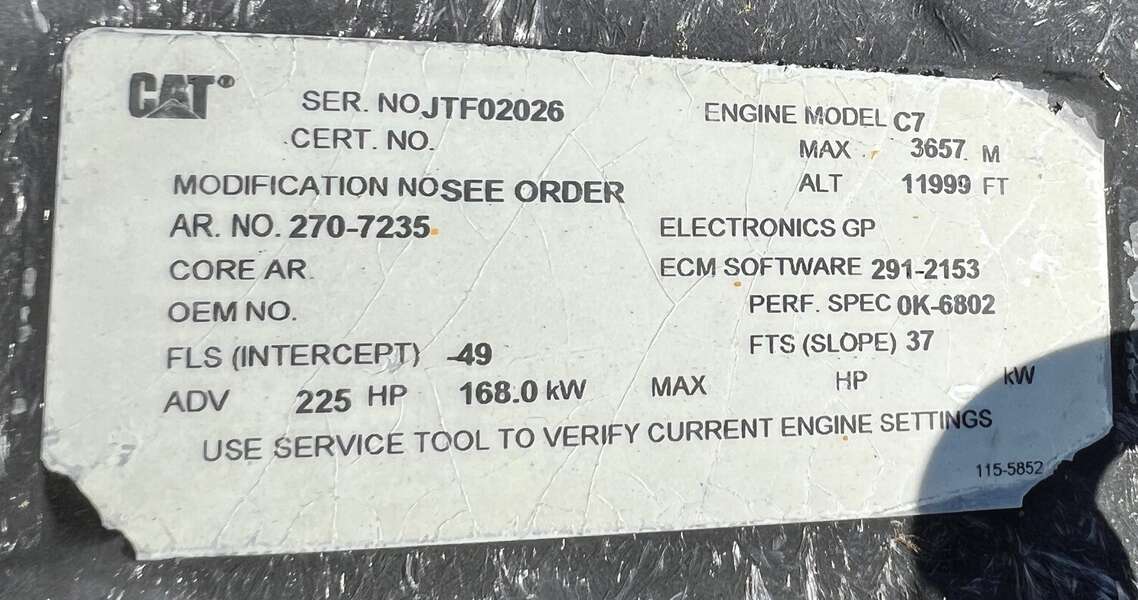 CAT®
SER. NO. JTF02026
CERT. NO.
MODIFICATION NO SEE ORDER
AR. NO. 270-7235
CORE AR.
OEM NO.
FLS (INTERCEPT) -49
ADV 225 HP 168.0 kW MAX HP kW
ENGINE MODEL C7
MAX 3657 M
ALT 11999 FT
ELECTRONICS GP
ECM SOFTWARE 291-2153
PERF. SPEC 0K-6802
FTS (SLOPE) 37
USE SERVICE TOOL TO VERIFY CURRENT ENGINE SETTINGS
115-5852